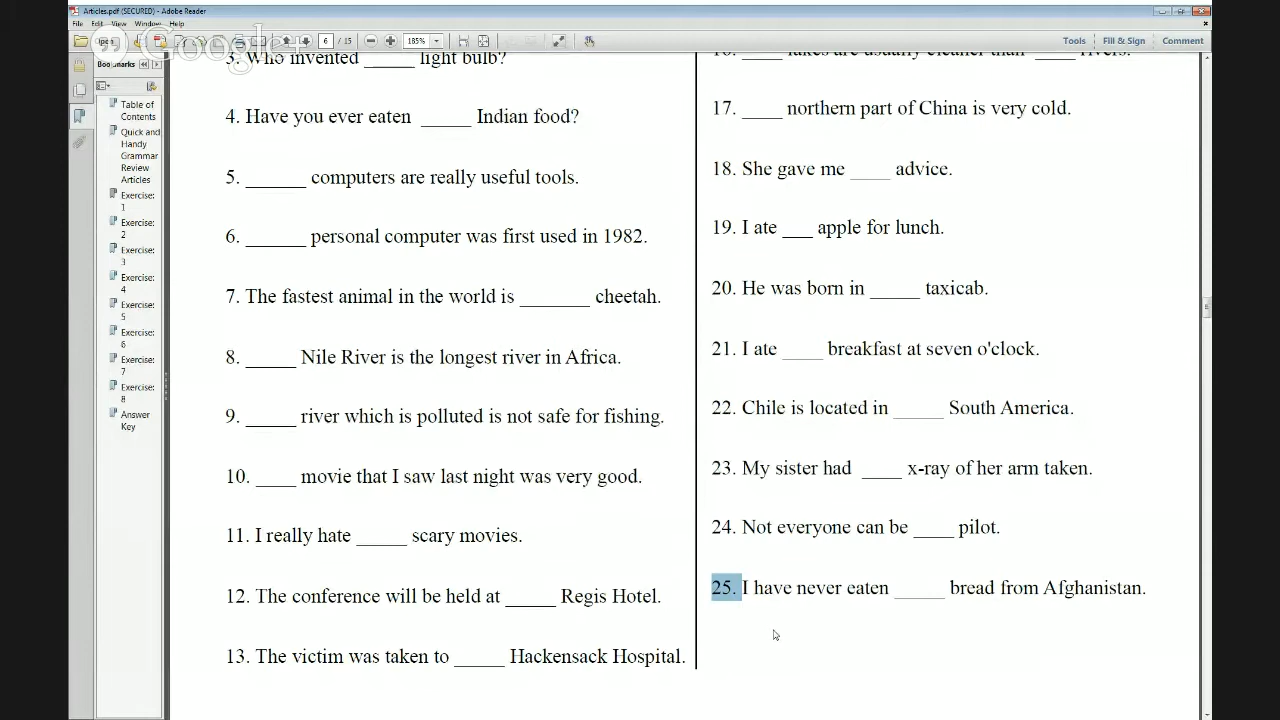 Articles.pdf (SECURED) - Adobe Reader
File Edit View Window Help
Google+
Open
6 / 15
185%
Tools Fill & Sign Comment
Bookmarks
Table of
Contents
Quick and
Handy
Grammar
Review
Articles
Exercise:
1
Exercise:
2
Exercise:
3
Exercise:
4
Exercise:
5
Exercise:
6
Exercise:
7
Exercise:
8
Answer
Key
3. Who invented _____ light bulb?
4. Have you ever eaten _____ Indian food?
5. ______ computers are really useful tools.
6. ______ personal computer was first used in 1982.
7. The fastest animal in the world is _______ cheetah.
8. _____ Nile River is the longest river in Africa.
9. _____ river which is polluted is not safe for fishing.
10. ____ movie that I saw last night was very good.
11. I really hate _____ scary movies.
12. The conference will be held at _____ Regis Hotel.
13. The victim was taken to _____ Hackensack Hospital.
16. ____ lakes are usually cleaner than ____ rivers.
17. ____ northern part of China is very cold.
18. She gave me ____ advice.
19. I ate ___ apple for lunch.
20. He was born in _____ taxicab.
21. I ate ____ breakfast at seven o'clock.
22. Chile is located in _____ South America.
23. My sister had ____ x-ray of her arm taken.
24. Not everyone can be ____ pilot.
25. I have never eaten _____ bread from Afghanistan.